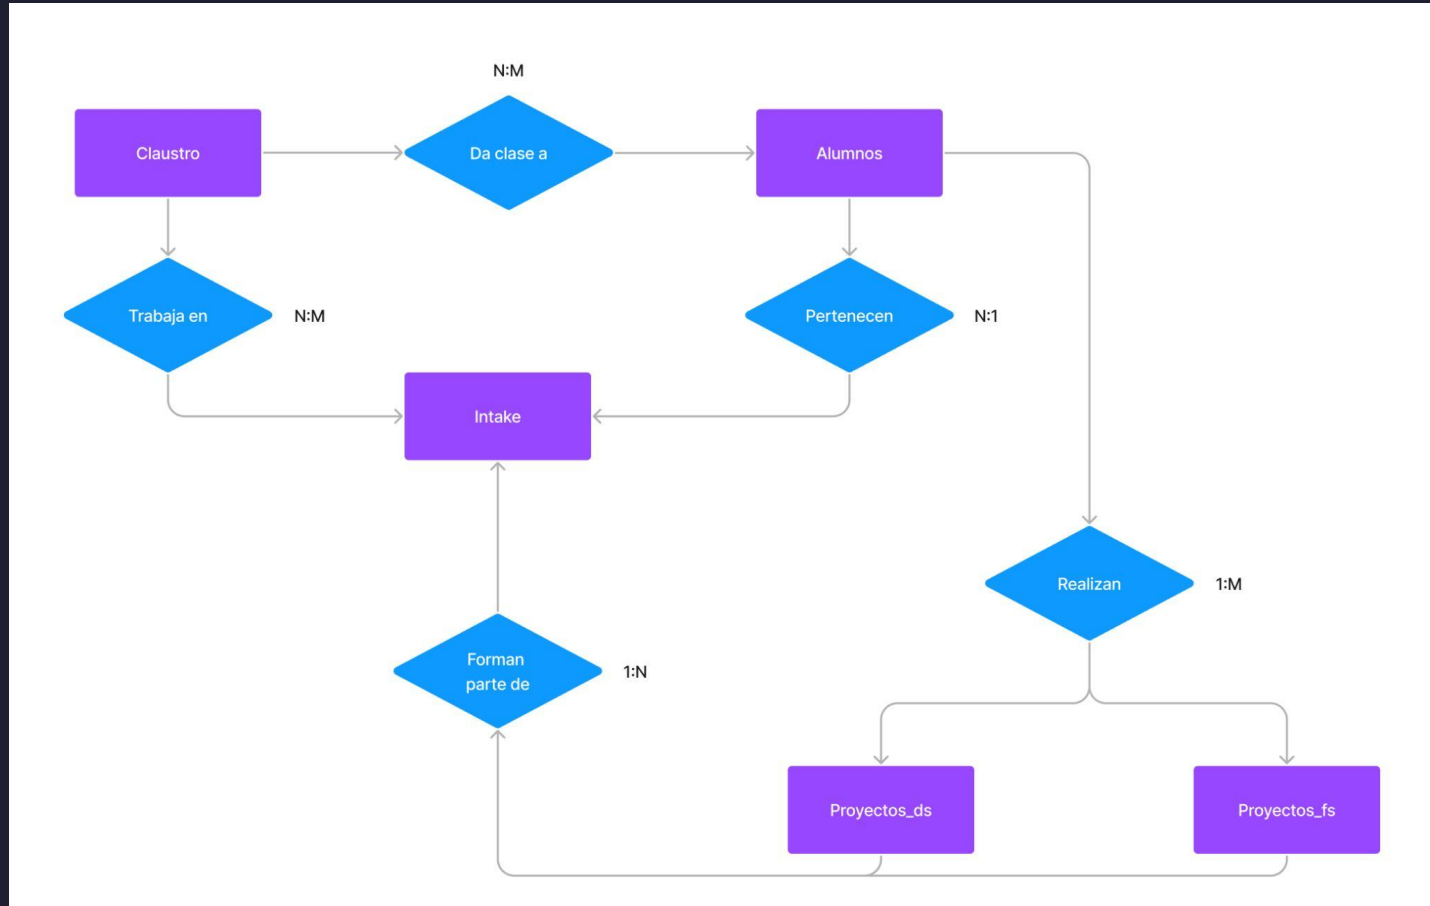 N:M
Claustro
Da clase a
Alumnos
Trabaja en
N:M
Pertenecen
N:1
Intake
Realizan
1:M
Forman
parte de
1:N
Proyectos_ds
Proyectos_fs